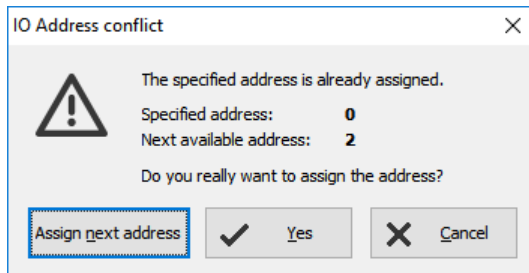 IO Address conflict
The specified address is already assigned.
Specified address: 0
Next available address: 2
Do you really want to assign the address?
Assign next address
Yes
Cancel